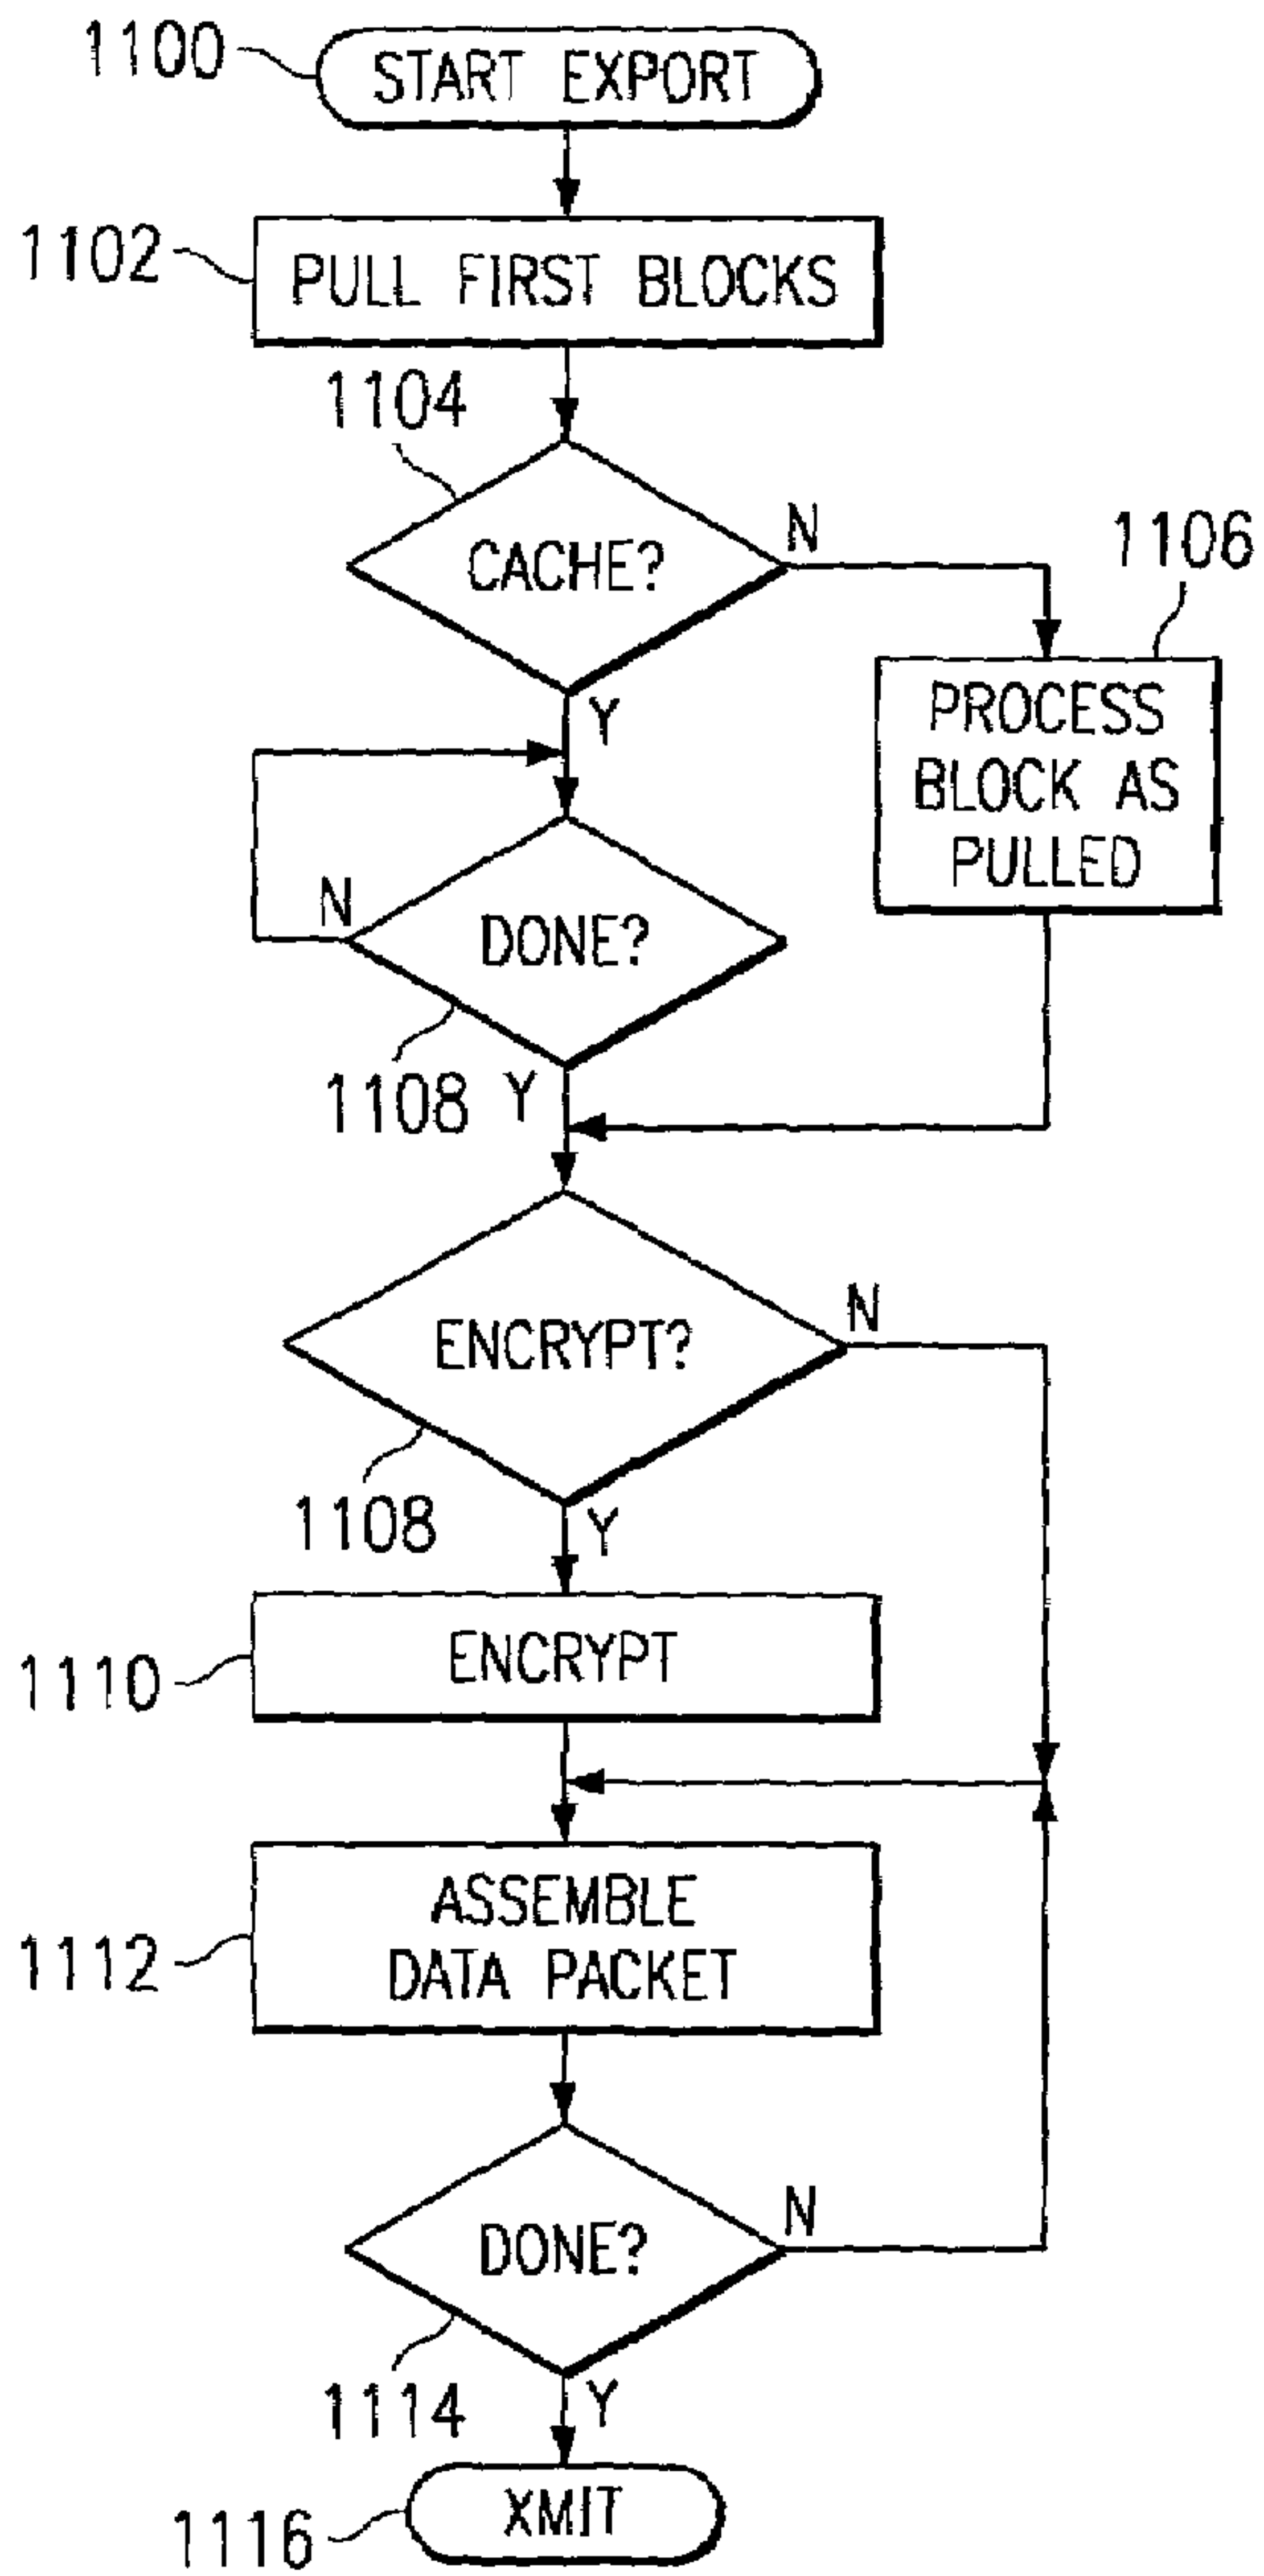 1100
START EXPORT
1102
PULL FIRST BLOCKS
1104
CACHE?
N
1106
Y
PROCESS
BLOCK AS
PULLED
N
DONE?
1108
Y
ENCRYPT?
N
1108
Y
1110
ENCRYPT
1112
ASSEMBLE
DATA PACKET
DONE?
N
1114
Y
1116
XMIT